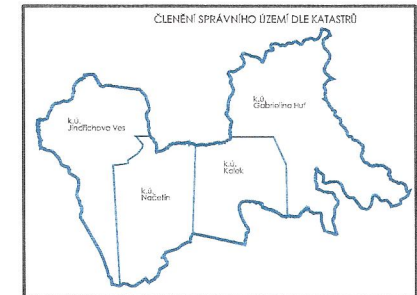 ČLENĚNÍ SPRÁVNÍHO ÚZEMÍ DLE KATASTRŮ
k.ú.
Gabrielina Huť
k.ú.
Jindřichova Ves
k.ú.
Kalek
k.ú.
Načetín